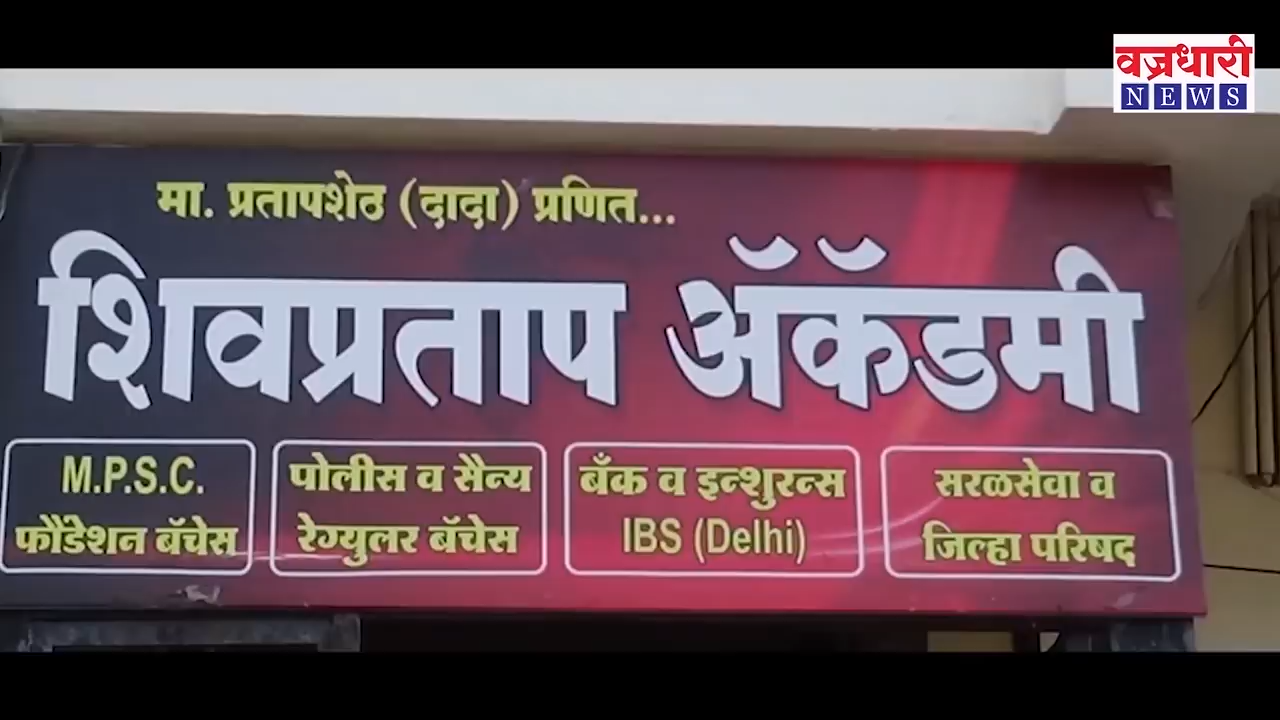 वज्रधारी
NEWS
मा. प्रतापशेठ (दादा) प्रणित...
शिवप्रताप ॲकॅडमी
M.P.S.C.
फौंडेशन बॅचेस
पोलीस व सैन्य
रेग्युलर बॅचेस
बँक व इन्शुरन्स
IBS (Delhi)
सरळसेवा व
जिल्हा परिषद